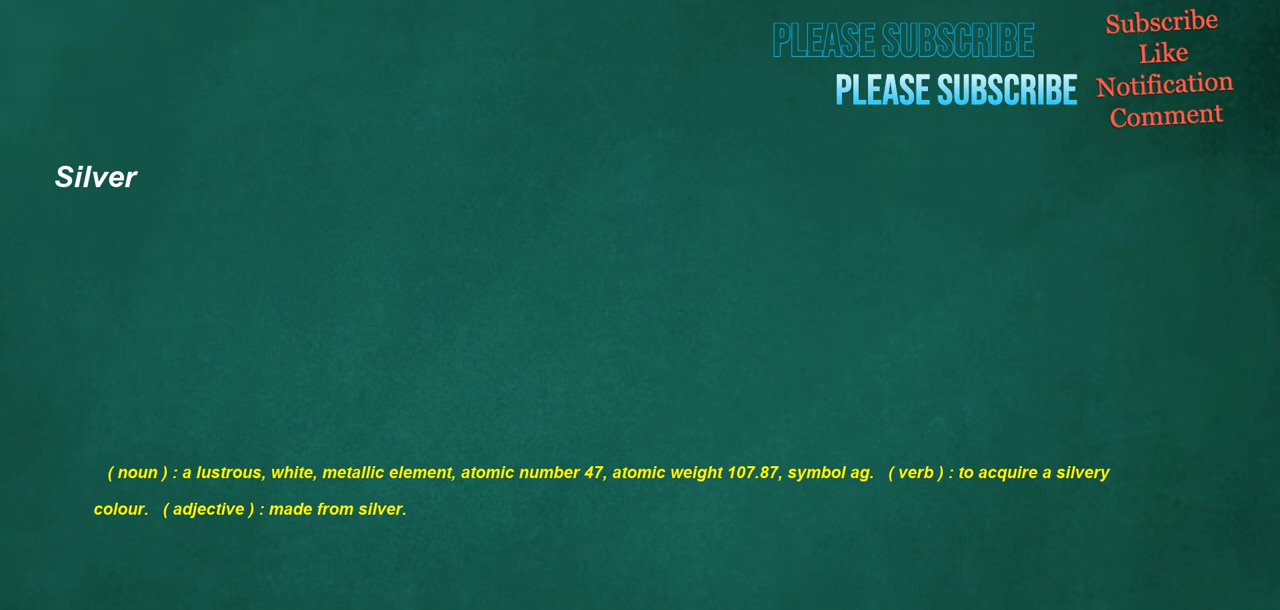 PLEASE SUBSCRIBE
PLEASE SUBSCRIBE
Subscribe
Like
Notification
Comment
Silver
( noun ) : a lustrous, white, metallic element, atomic number 47, atomic weight 107.87, symbol ag.   ( verb ) : to acquire a silvery
colour.   ( adjective ) : made from silver.